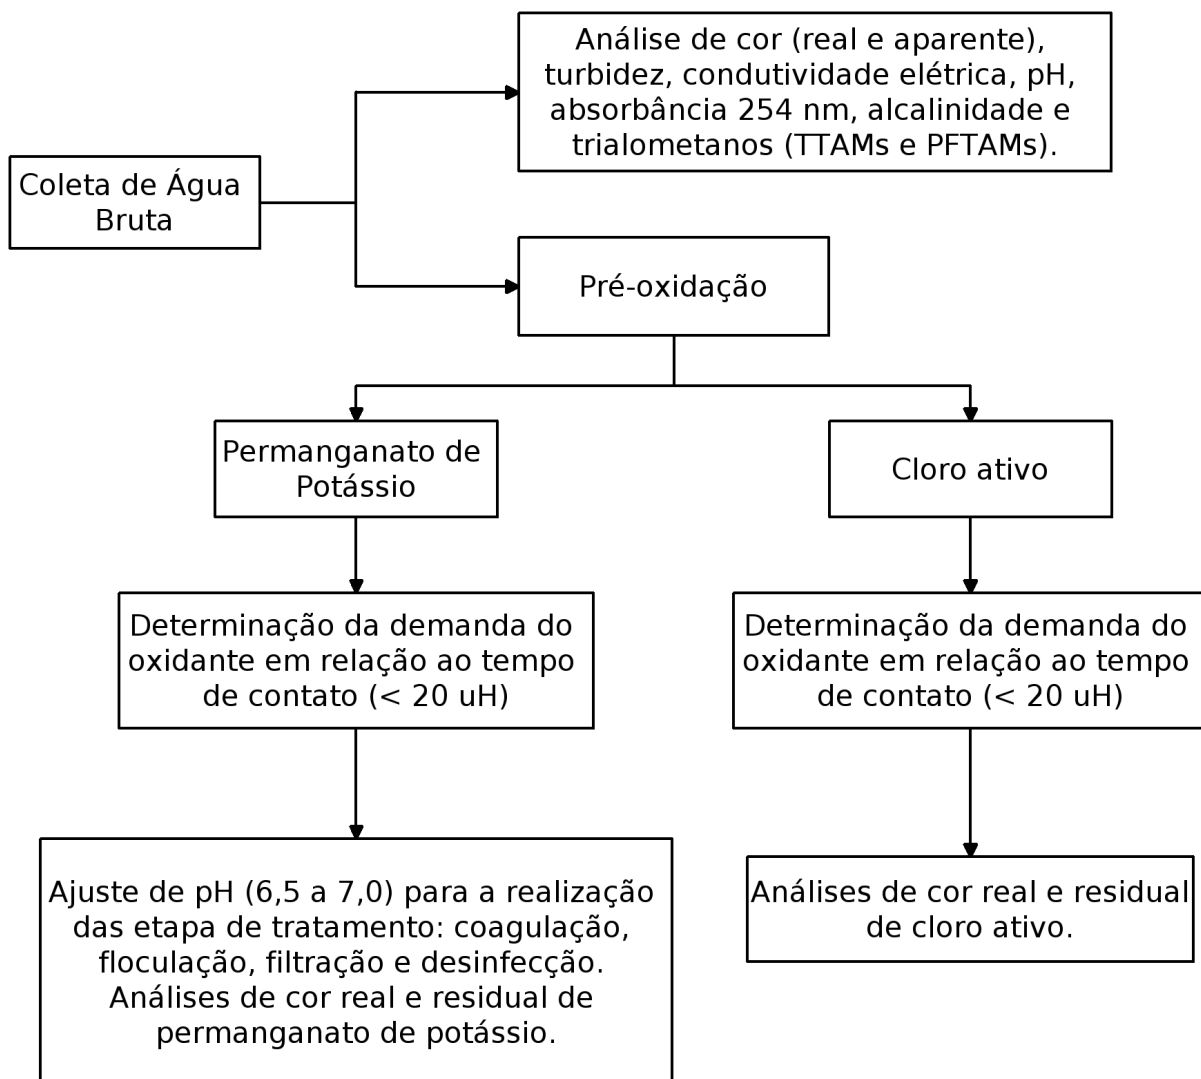 Análise de cor (real e aparente),
turbidez, condutividade elétrica, pH,
absorbância 254 nm, alcalinidade e
trialometanos (TTAMs e PFTAMs).
Coleta de Água
Bruta
Pré-oxidação
Permanganato de
Potássio
Cloro ativo
Determinação da demanda do
oxidante em relação ao tempo
de contato (< 20 uH)
Determinação da demanda do
oxidante em relação ao tempo
de contato (< 20 uH)
Ajuste de pH (6,5 a 7,0) para a realização
das etapa de tratamento: coagulação,
floculação, filtração e desinfecção.
Análises de cor real e residual de
permanganato de potássio.
Análises de cor real e residual
de cloro ativo.